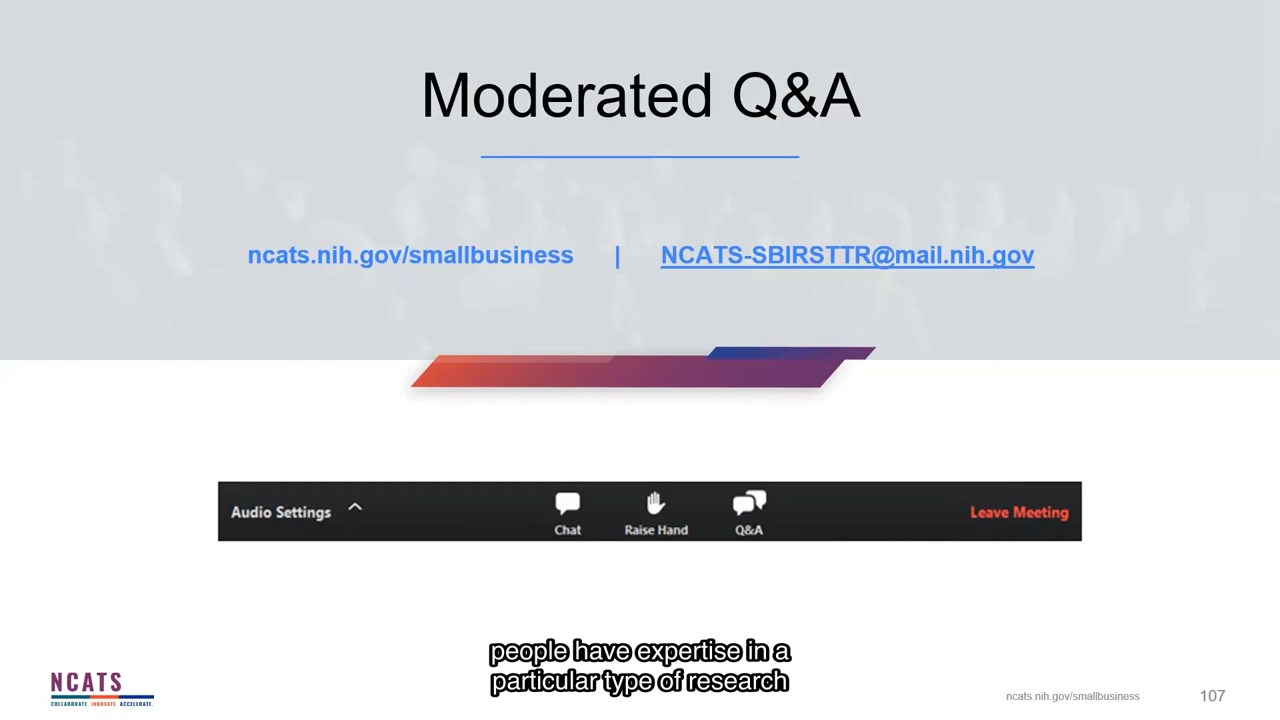 Moderated Q&A
ncats.nih.gov/smallbusiness | NCATS-SBIRSTTR@mail.nih.gov
Audio Settings Chat Raise Hand Q&A Leave Meeting
people have expertise in a
particular type of research
NCATS
COLLABORATE. INNOVATE. ACCELERATE.
ncats.nih.gov/smallbusiness 107